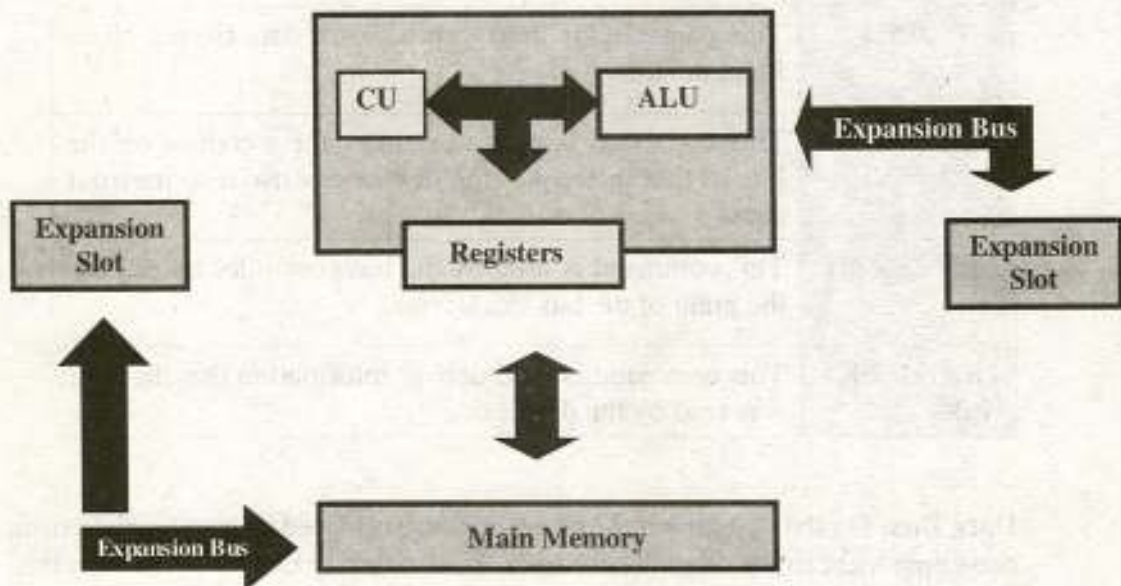 CU
ALU
Expansion Bus
Expansion
Slot
Registers
Expansion
Slot
Expansion Bus
Main Memory